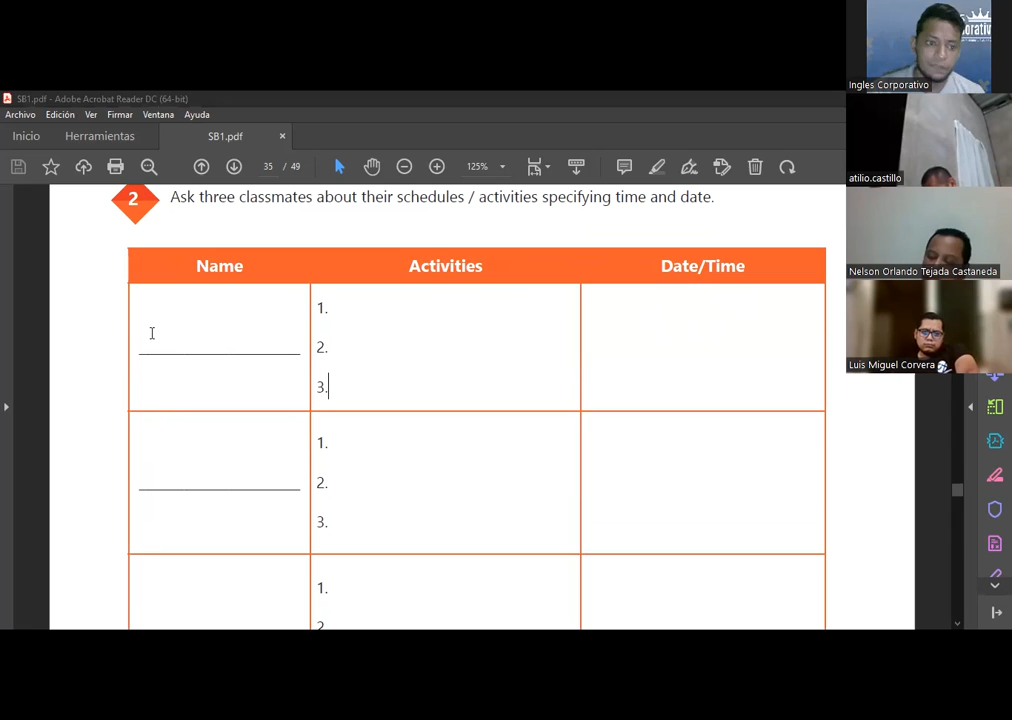 SB1.pdf - Adobe Acrobat Reader DC (64-bit)
Archivo Edición Ver Firmar Ventana Ayuda
Inicio Herramientas SB1.pdf ×
35 / 49 125%
2 Ask three classmates about their schedules / activities specifying time and date.
Name Activities Date/Time
1.
2.
3.
1.
2.
3.
1.
2.
Ingles Corporativo
atilio.castillo
Nelson Orlando Tejada Castaneda
Luis Miguel Corvera